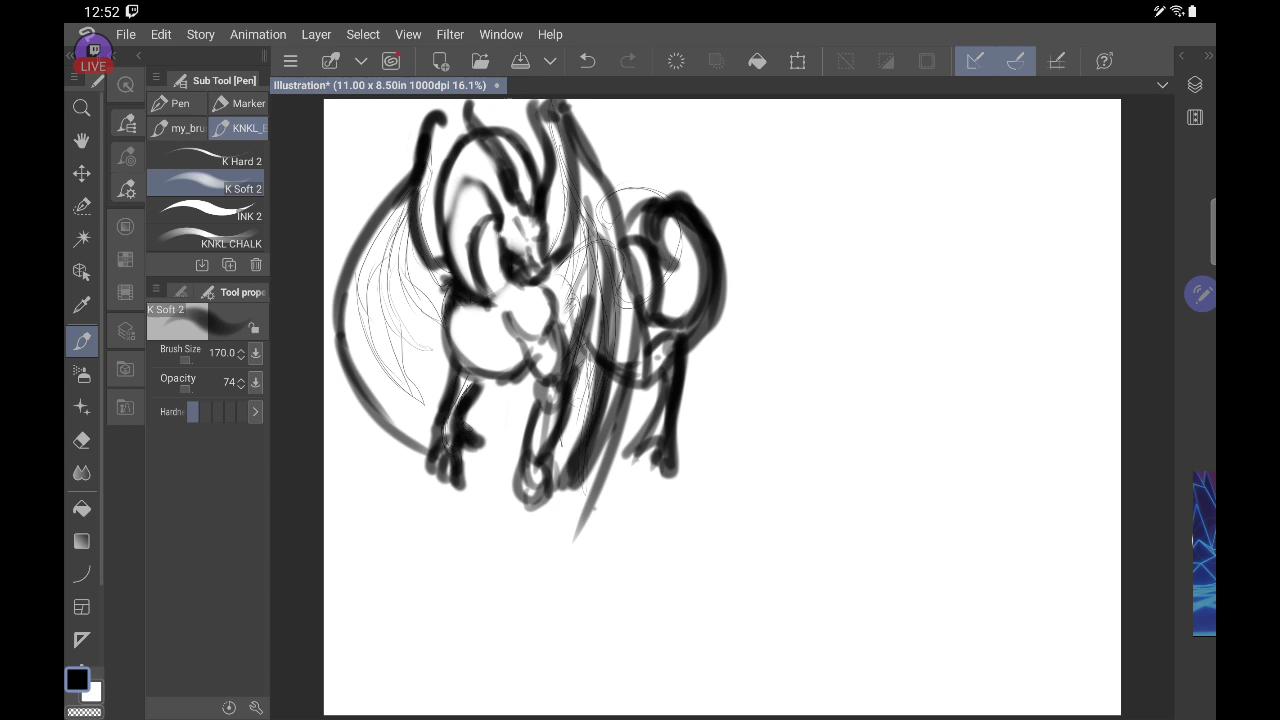 12:52
File Edit Story Animation Layer Select View Filter Window Help
LIVE
Sub Tool [Pen]
Illustration* (11.00 x 8.50in 1000dpi 16.1%)
Pen Marker
my_bru KNKL_E
K Hard 2
K Soft 2
INK 2
KNKL CHALK
Tool prope
K Soft 2
Brush Size 170.0
Opacity 74
Hardne